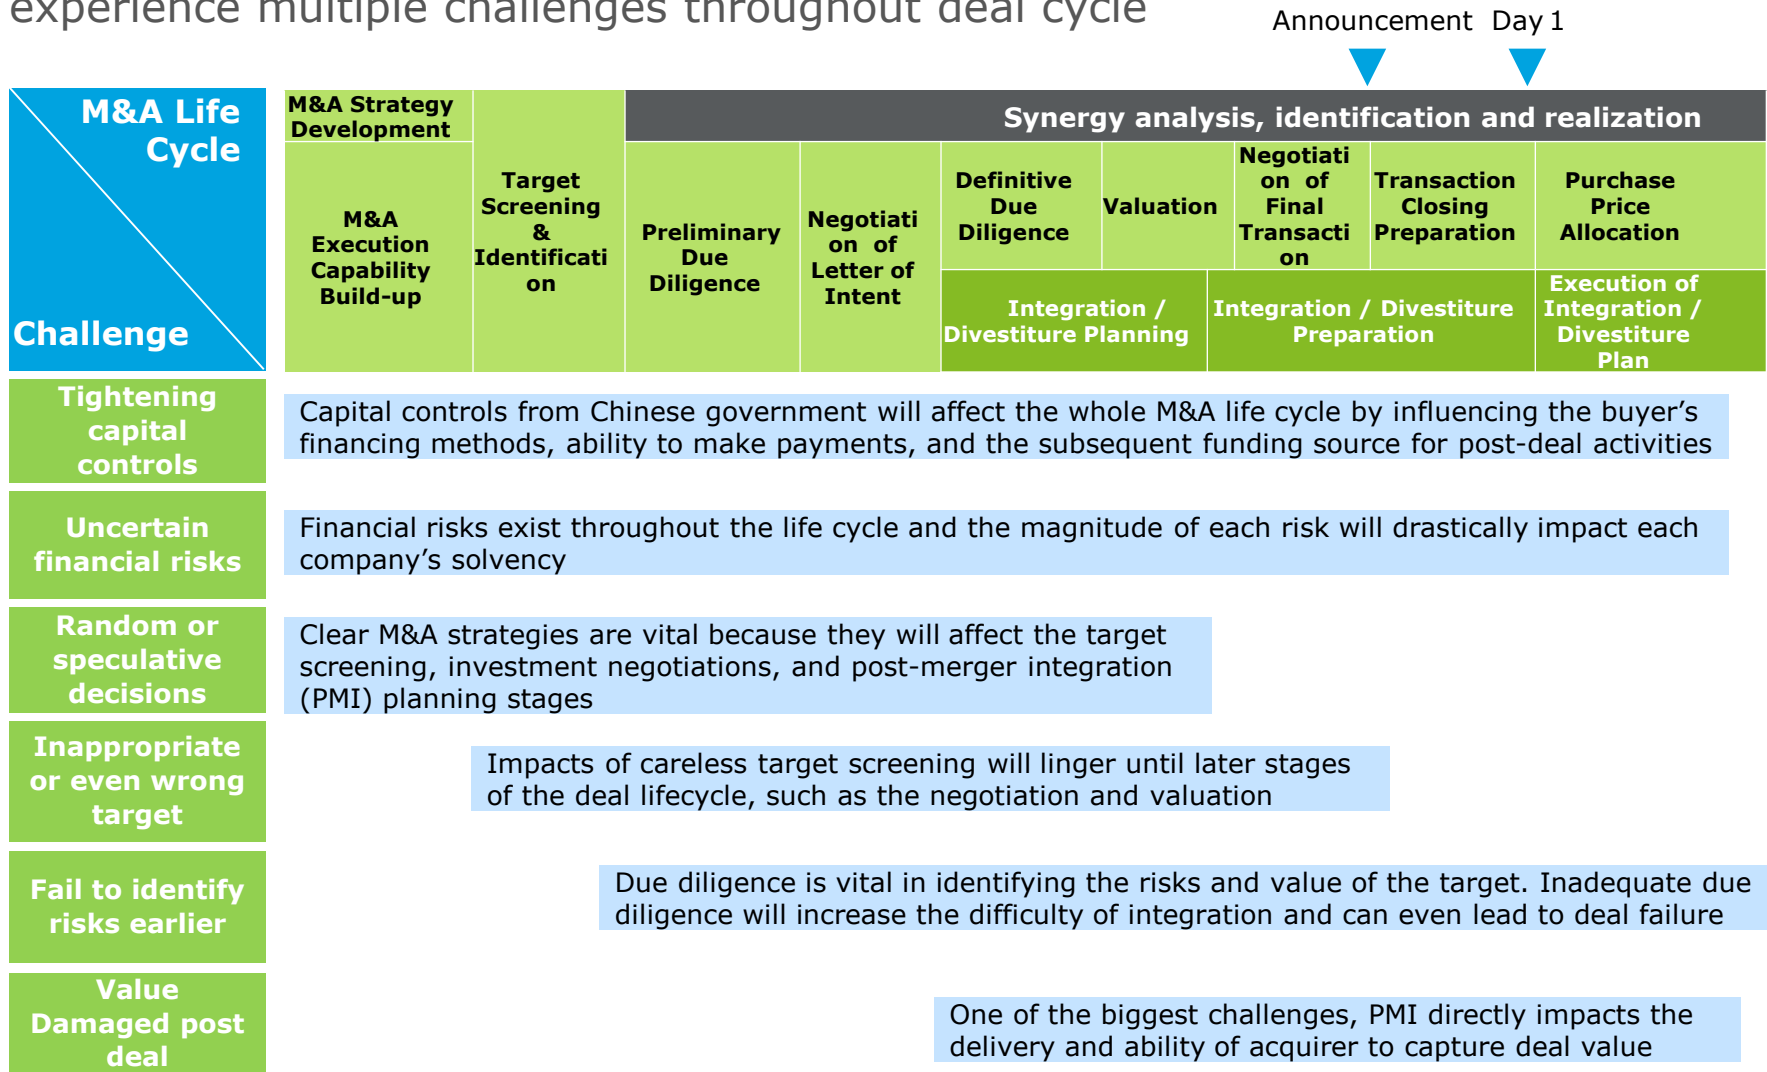 experience multiple challenges throughout deal cycle
Announcement Day 1
M&A Life
Cycle
Challenge
M&A Strategy
Development
M&A
Execution
Capability
Build-up
Target
Screening
&
Identificati
on
Synergy analysis, identification and realization
Preliminary
Due
Diligence
Negotiati
on of
Letter of
Intent
Definitive
Due
Diligence
Valuation
Negotiati
on of
Final
Transacti
on
Transaction
Closing
Preparation
Purchase
Price
Allocation
Integration /
Divestiture Planning
Integration / Divestiture
Preparation
Execution of
Integration /
Divestiture
Plan
Tightening
capital
controls
Capital controls from Chinese government will affect the whole M&A life cycle by influencing the buyer’s
financing methods, ability to make payments, and the subsequent funding source for post-deal activities
Uncertain
financial risks
Financial risks exist throughout the life cycle and the magnitude of each risk will drastically impact each
company’s solvency
Random or
speculative
decisions
Clear M&A strategies are vital because they will affect the target
screening, investment negotiations, and post-merger integration
(PMI) planning stages
Inappropriate
or even wrong
target
Impacts of careless target screening will linger until later stages
of the deal lifecycle, such as the negotiation and valuation
Fail to identify
risks earlier
Due diligence is vital in identifying the risks and value of the target. Inadequate due
diligence will increase the difficulty of integration and can even lead to deal failure
Value
Damaged post
deal
One of the biggest challenges, PMI directly impacts the
delivery and ability of acquirer to capture deal value